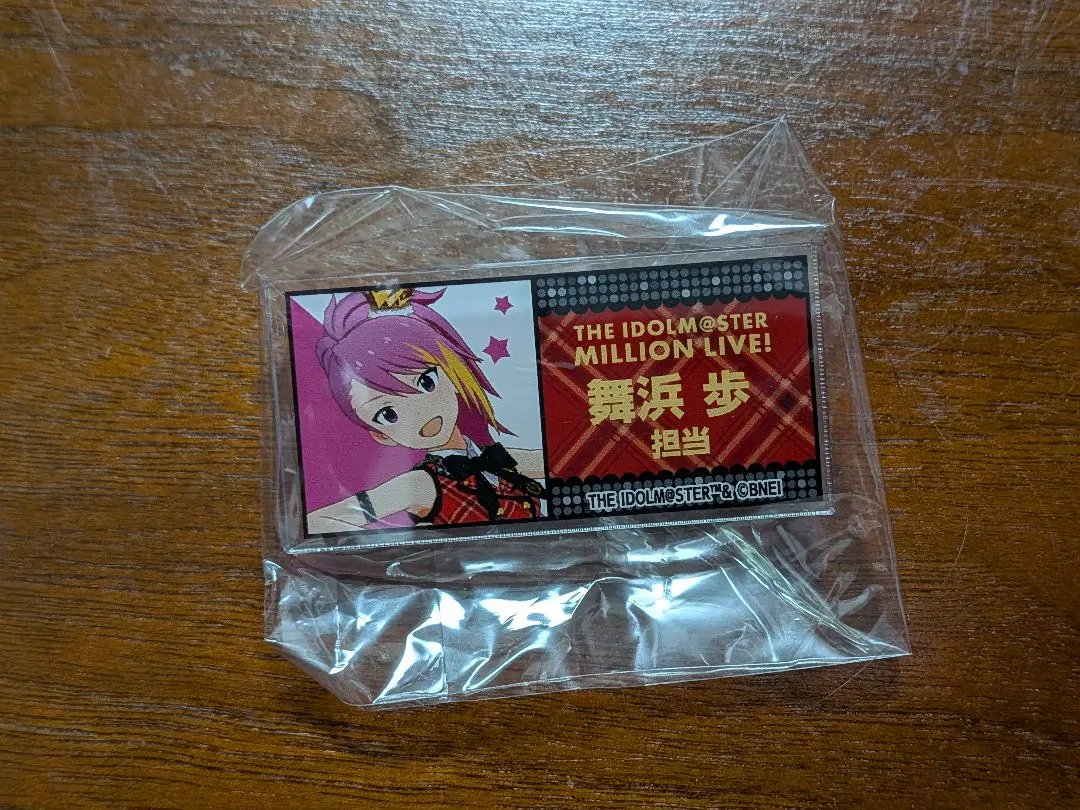 THE IDOLM@STER
MILLION LIVE!
舞浜 歩
担当
THE IDOLM@STER™& ©BNEI